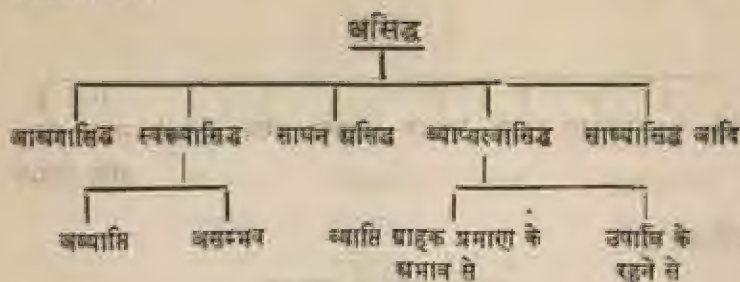 असिद्ध
आश्रयासिद्ध स्वरूपासिद्ध साधन असिद्ध व्याप्यत्वासिद्ध साध्यासिद्ध आदि
अव्याप्ति असम्भव व्याप्ति ग्राहक प्रमाण के उपाधि के
अभाव से रहने से